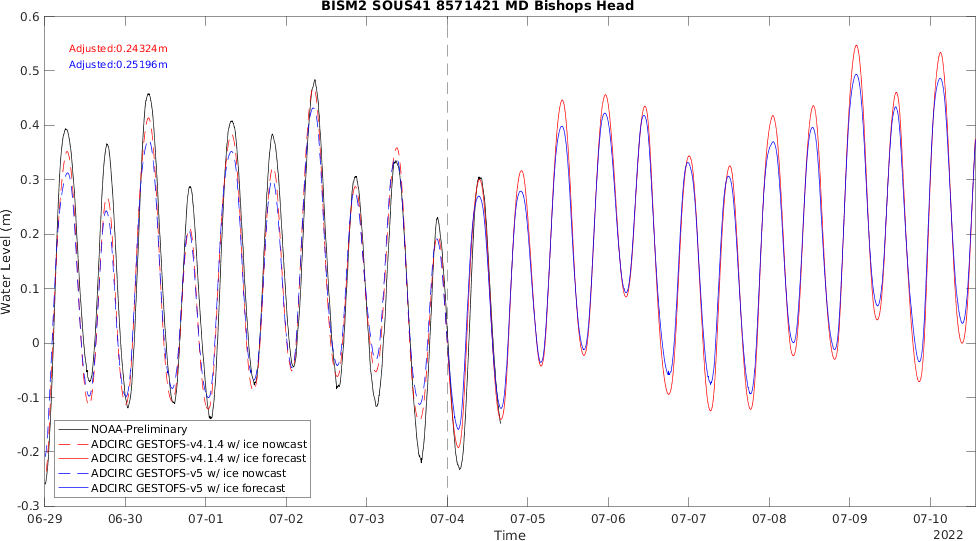 BISM2 SOUS41 8571421 MD Bishops Head
0.6
0.5
0.4
0.3
0.2
0.1
0
-0.1
-0.2
-0.3
Water Level (m)
Adjusted:0.24324m
Adjusted:0.25196m
NOAA-Preliminary
ADCIRC GESTOFS-v4.1.4 w/ ice nowcast
ADCIRC GESTOFS-v4.1.4 w/ ice forecast
ADCIRC GESTOFS-v5 w/ ice nowcast
ADCIRC GESTOFS-v5 w/ ice forecast
06-29 06-30 07-01 07-02 07-03 07-04 07-05 07-06 07-07 07-08 07-09 07-10
Time
2022